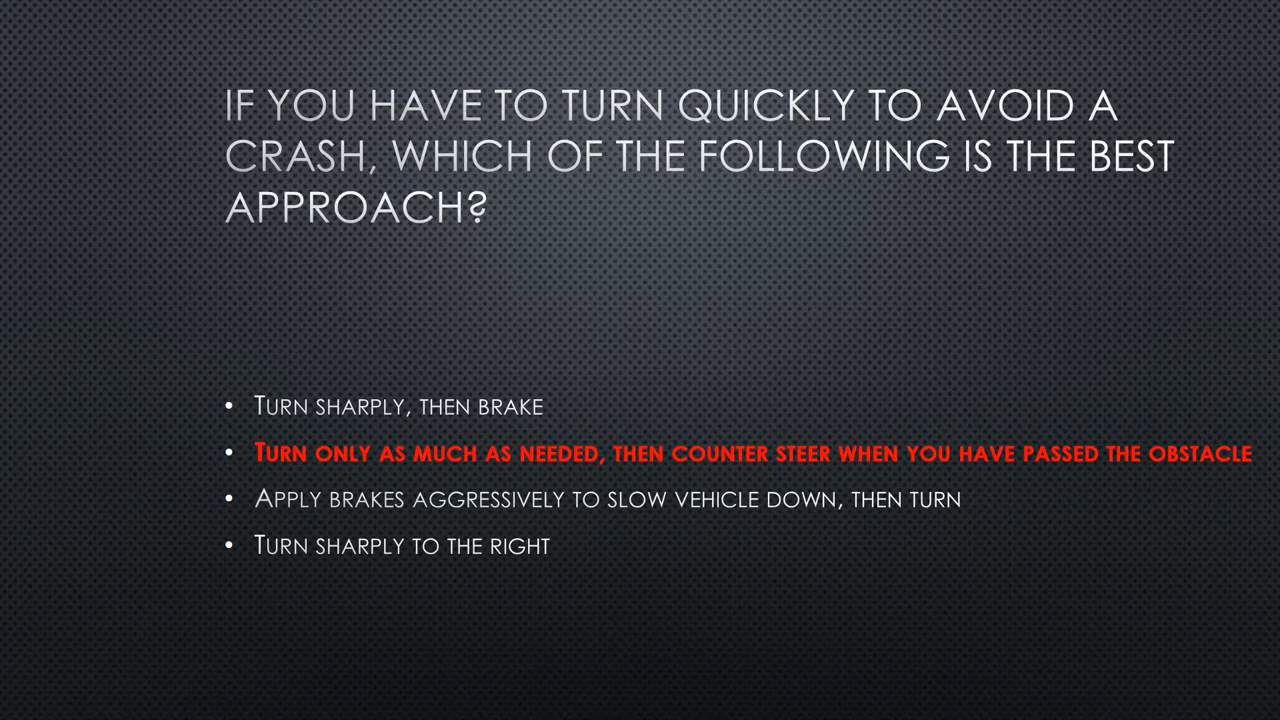 IF YOU HAVE TO TURN QUICKLY TO AVOID A
CRASH, WHICH OF THE FOLLOWING IS THE BEST
APPROACH?
• Turn sharply, then brake
• Turn only as much as needed, then counter steer when you have passed the obstacle
• Apply brakes aggressively to slow vehicle down, then turn
• Turn sharply to the right